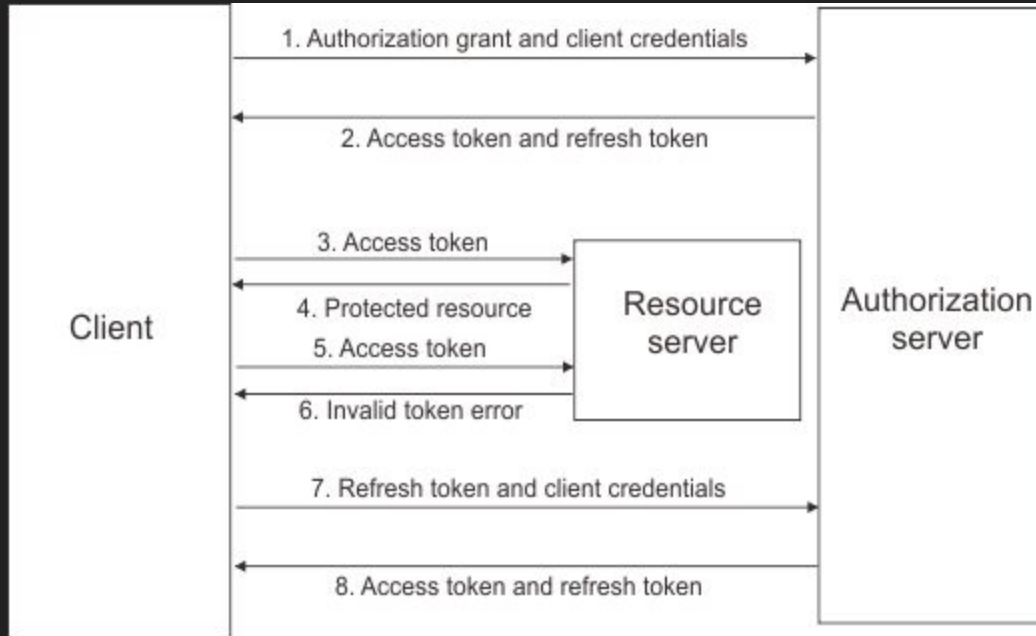 1. Authorization grant and client credentials
2. Access token and refresh token
3. Access token
4. Protected resource
5. Access token
6. Invalid token error
Client
Resource
server
Authorization
server
7. Refresh token and client credentials
8. Access token and refresh token